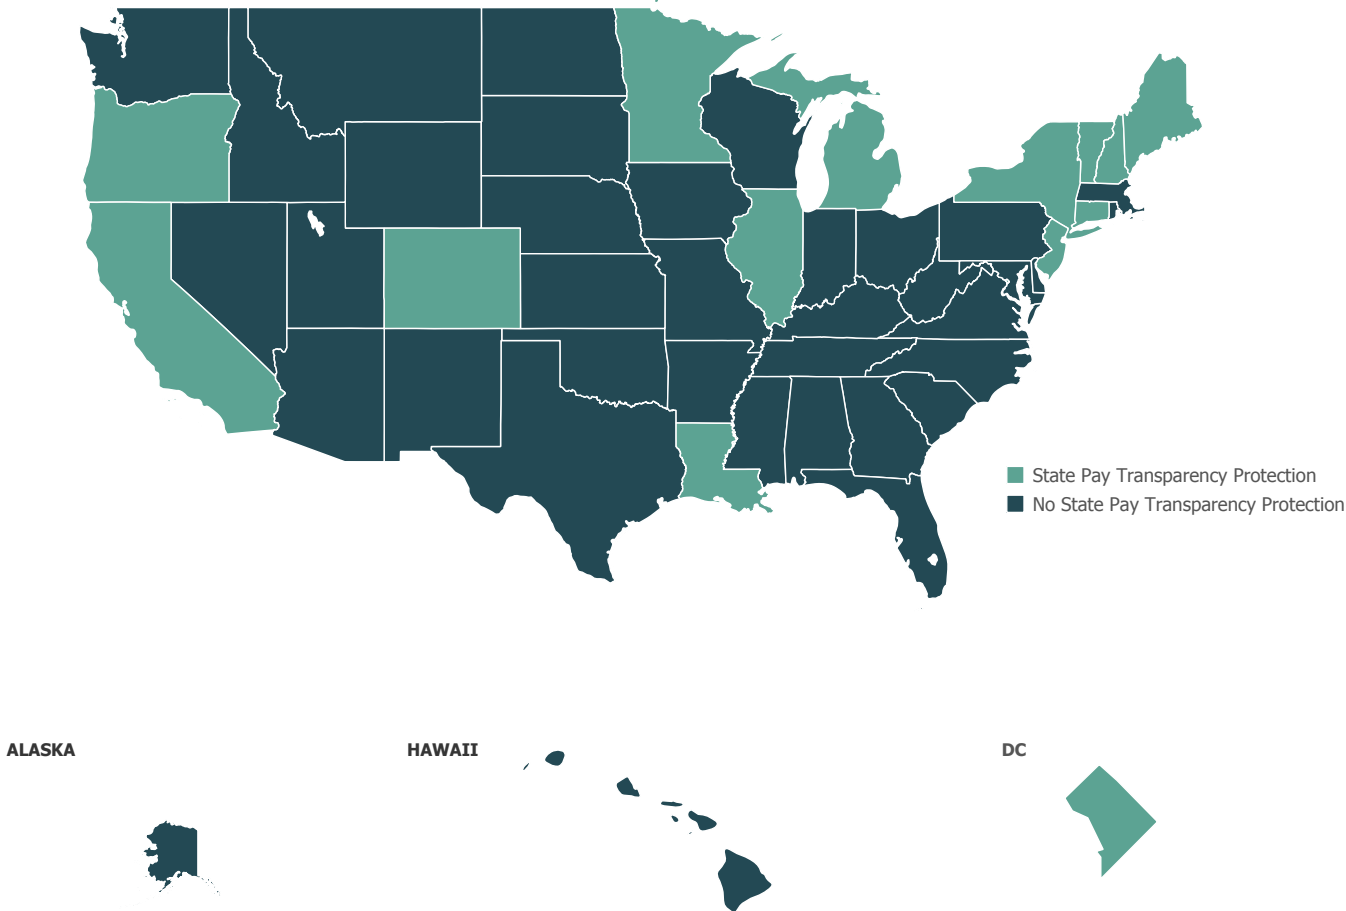 State Pay Transparency Protection
No State Pay Transparency Protection
ALASKA
HAWAII
DC